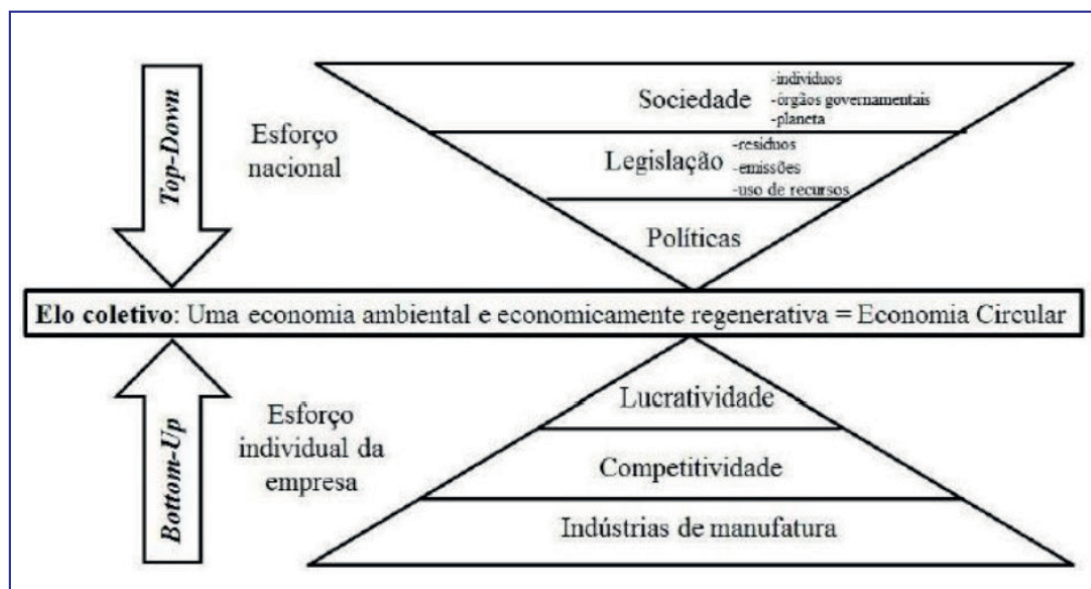 Top-Down
Esforço
nacional
Sociedade
-individuos
-órgãos governamentais
-planeta
Legislação
-resíduos
-emissões
-uso de recursos
Políticas
Elo coletivo: Uma economia ambiental e economicamente regenerativa = Economia Circular
Bottom-Up
Esforço
individual da
empresa
Lucratividade
Competitividade
Indústrias de manufatura